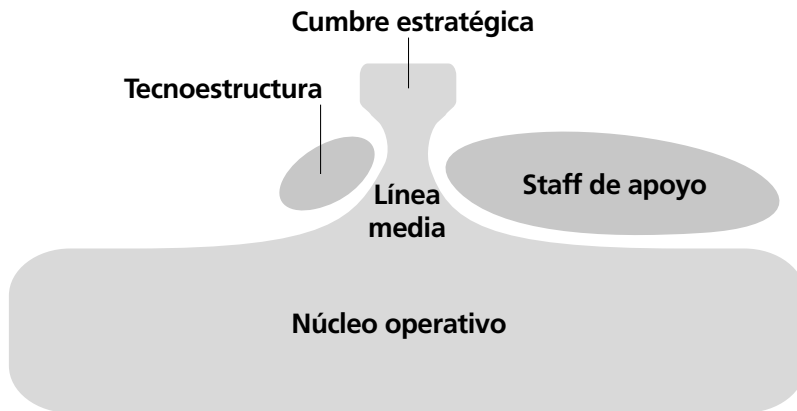 Cumbre estratégica
Tecnoestructura
Staff de apoyo
Línea
media
Núcleo operativo